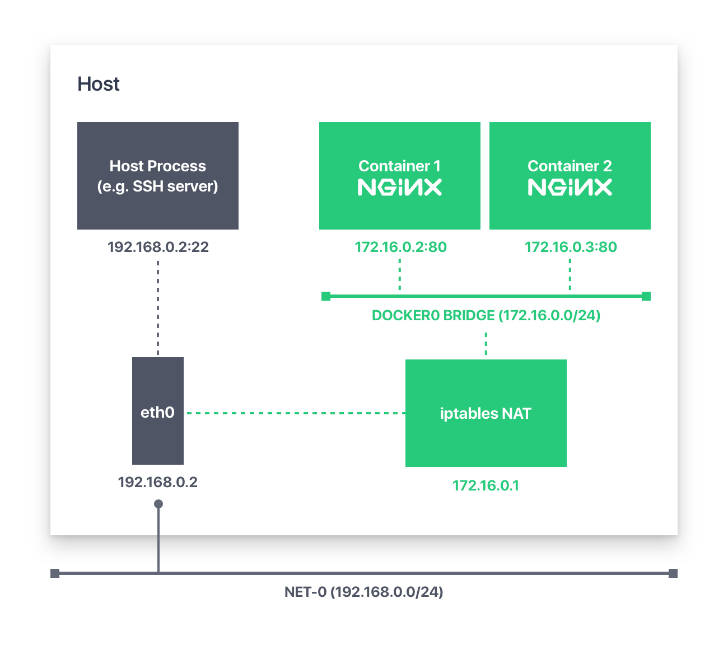 Host
Host Process
(e.g. SSH server)
192.168.0.2:22
Container 1
NGINX
172.16.0.2:80
Container 2
NGINX
172.16.0.3:80
DOCKER0 BRIDGE (172.16.0.0/24)
eth0
192.168.0.2
iptables NAT
172.16.0.1
NET-0 (192.168.0.0/24)